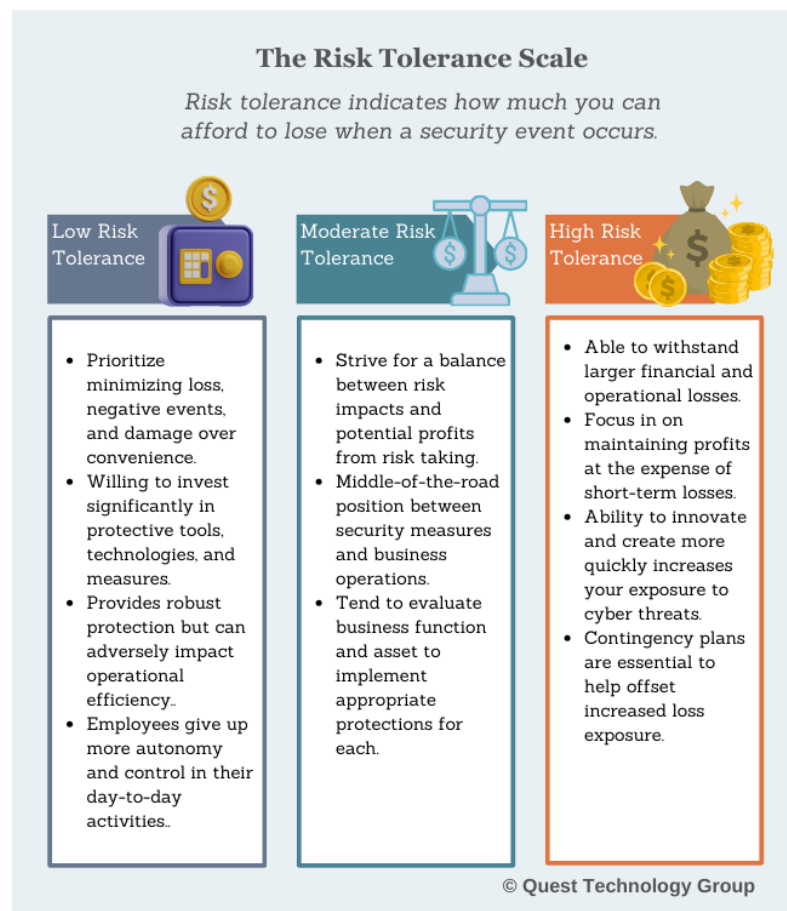 The Risk Tolerance Scale
Risk tolerance indicates how much you can
afford to lose when a security event occurs.
Low Risk
Tolerance
$
• Prioritize
minimizing loss,
negative events,
and damage over
convenience.
• Willing to invest
significantly in
protective tools,
technologies, and
measures.
• Provides robust
protection but can
adversely impact
operational
efficiency..
• Employees give up
more autonomy
and control in their
day-to-day
activities..
Moderate Risk
Tolerance
$ $
• Strive for a balance
between risk
impacts and
potential profits
from risk taking.
• Middle-of-the-road
position between
security measures
and business
operations.
• Tend to evaluate
business function
and asset to
implement
appropriate
protections for
each.
High Risk
Tolerance
$
$ $
• Able to withstand
larger financial and
operational losses.
• Focus in on
maintaining profits
at the expense of
short-term losses.
• Ability to innovate
and create more
quickly increases
your exposure to
cyber threats.
• Contingency plans
are essential to
help offset
increased loss
exposure.
© Quest Technology Group